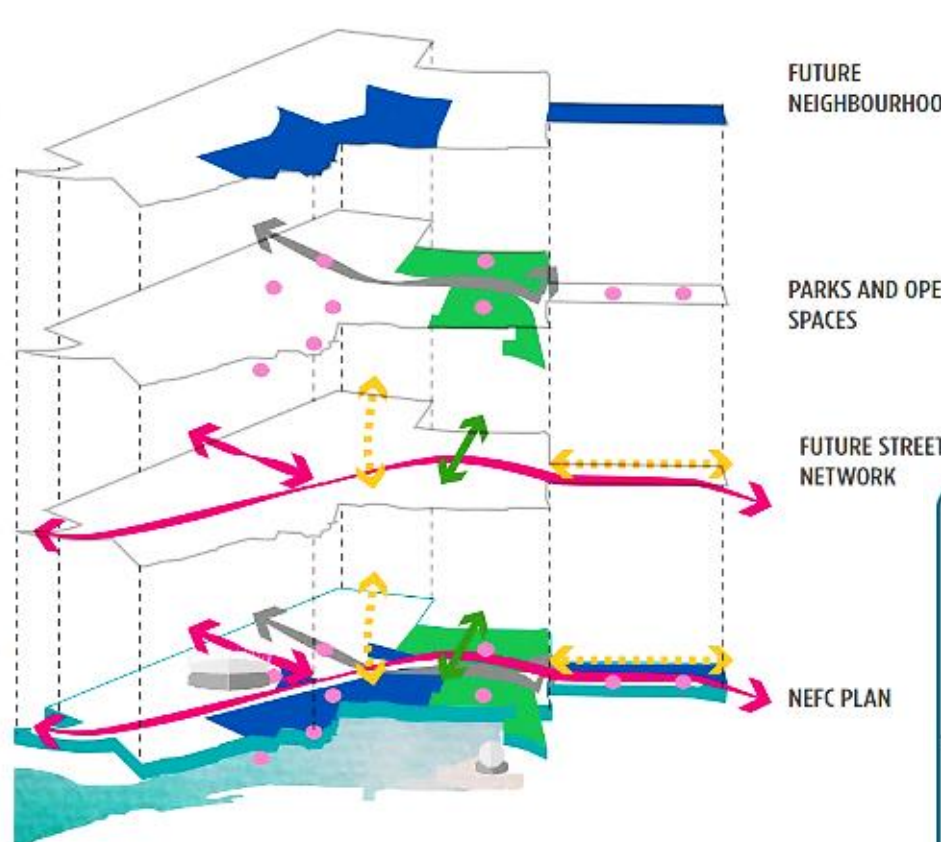 FUTURE
NEIGHBOURHOO
PARKS AND OPE
SPACES
FUTURE STREET
NETWORK
NEFC PLAN